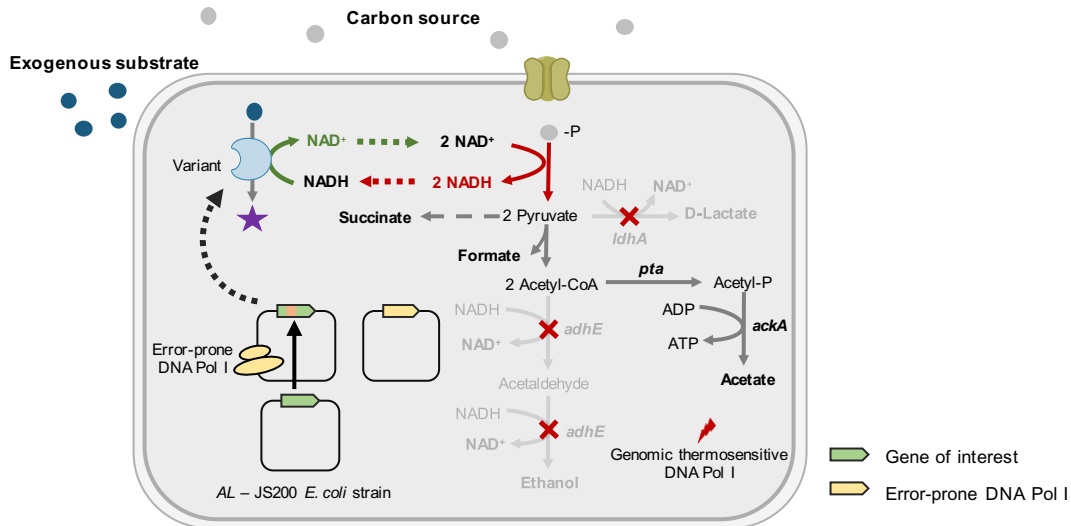 Carbon source
Exogenous substrate
-P
NAD⁺
2 NAD⁺
Variant
NADH
2 NADH
NADH
NAD⁺
Succinate
2 Pyruvate
D-Lactate
ldhA
Formate
pta
2 Acetyl-CoA
Acetyl-P
NADH
ADP
adhE
ackA
NAD⁺
ATP
Error-prone
DNA Pol I
Acetaldehyde
Acetate
NADH
adhE
NAD⁺
Genomic thermosensitive
DNA Pol I
Ethanol
AL – JS200 E. coli strain
Gene of interest
Error-prone DNA Pol I